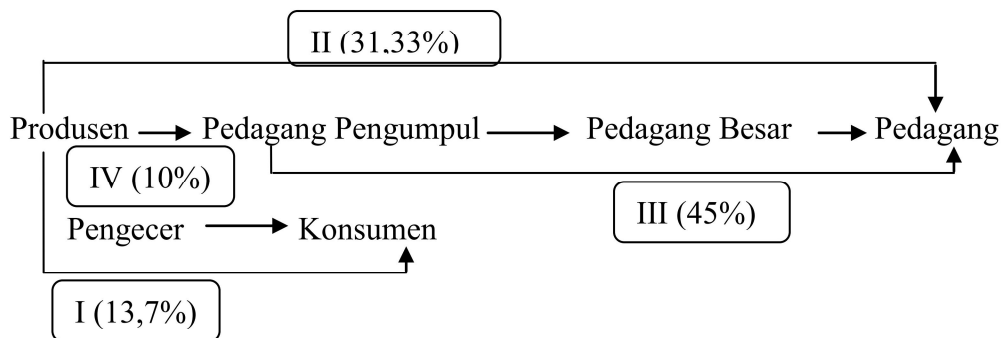 II (31,33%)
Produsen Pedagang Pengumpul Pedagang Besar Pedagang
IV (10%)
III (45%)
Pengecer Konsumen
I (13,7%)